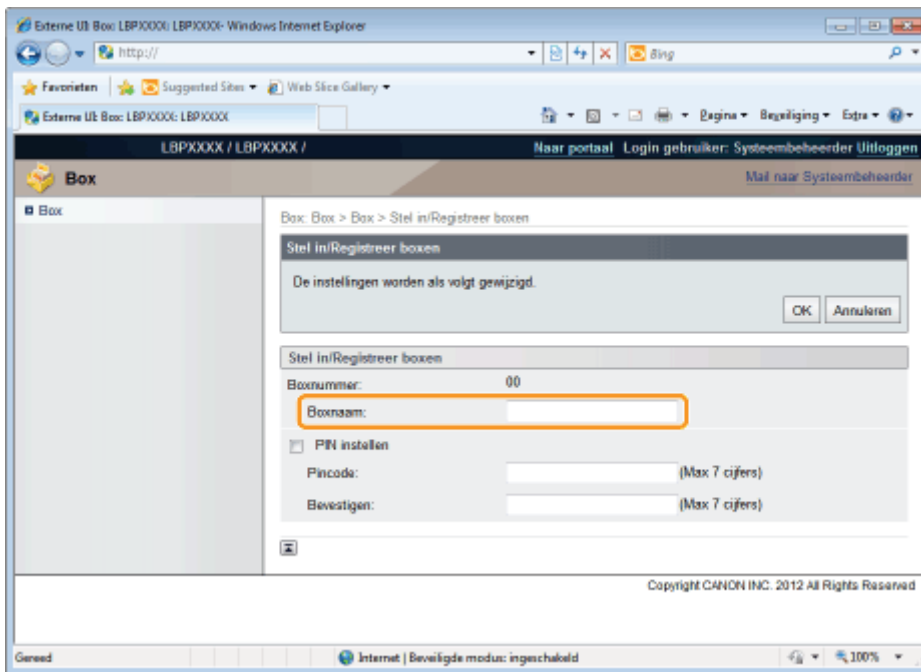 Externe UI: Box: LBPXXXX: LBPXXXX- Windows Internet Explorer
http://
Bing
Favorieten Suggested Sites Web Slice Gallery
Externe UI: Box: LBPXXXX: LBPXXXX Pagina Beveiliging Extra
LBPXXXX / LBPXXXX / Naar portaal Login gebruiker: Systeembeheerder Uitloggen
Box Mail naar Systeembeheerder
Box
Box: Box > Box > Stel in/Registreer boxen
Stel in/Registreer boxen
De instellingen worden als volgt gewijzigd.
OK Annuleren
Stel in/Registreer boxen
Boxnummer: 00
Boxnaam:
PIN instellen
Pincode: (Max 7 cijfers)
Bevestigen: (Max 7 cijfers)
Copyright CANON INC. 2012 All Rights Reserved
Gereed Internet | Beveiligde modus: ingeschakeld 100%